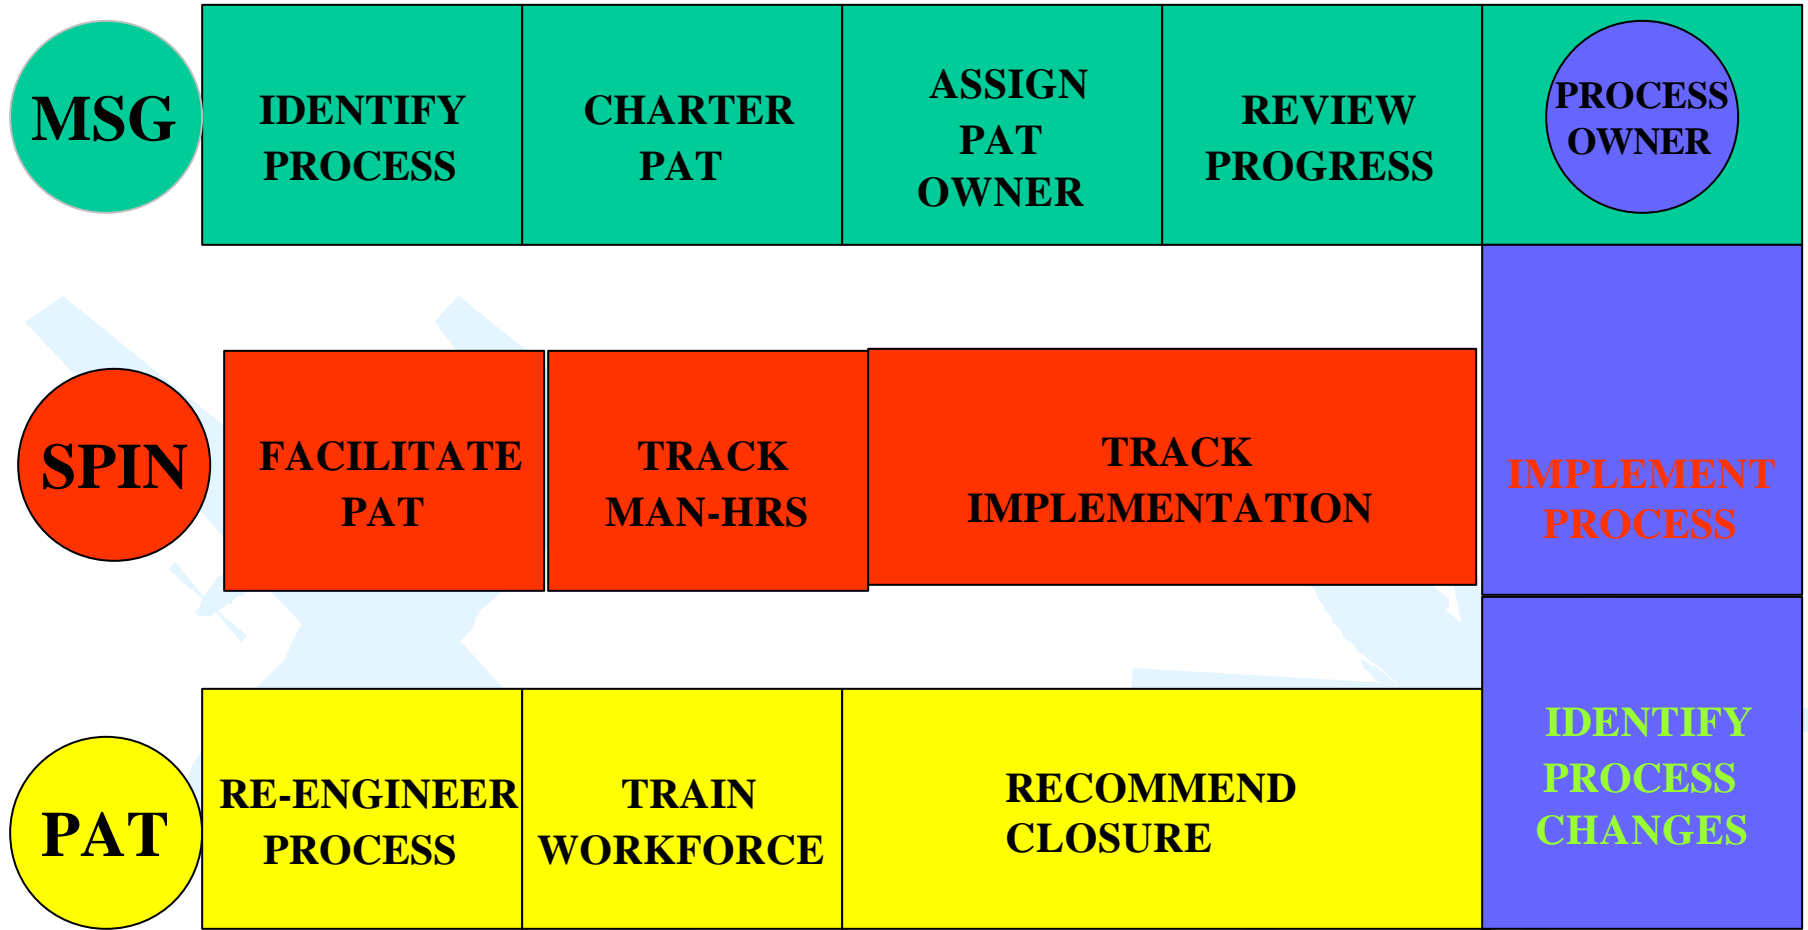 MSG
IDENTIFY
PROCESS
CHARTER
PAT
ASSIGN
PAT
OWNER
REVIEW
PROGRESS
PROCESS
OWNER
SPIN
FACILITATE
PAT
TRACK
MAN-HRS
TRACK
IMPLEMENTATION
IMPLEMENT
PROCESS
PAT
RE-ENGINEER
PROCESS
TRAIN
WORKFORCE
RECOMMEND
CLOSURE
IDENTIFY
PROCESS
CHANGES